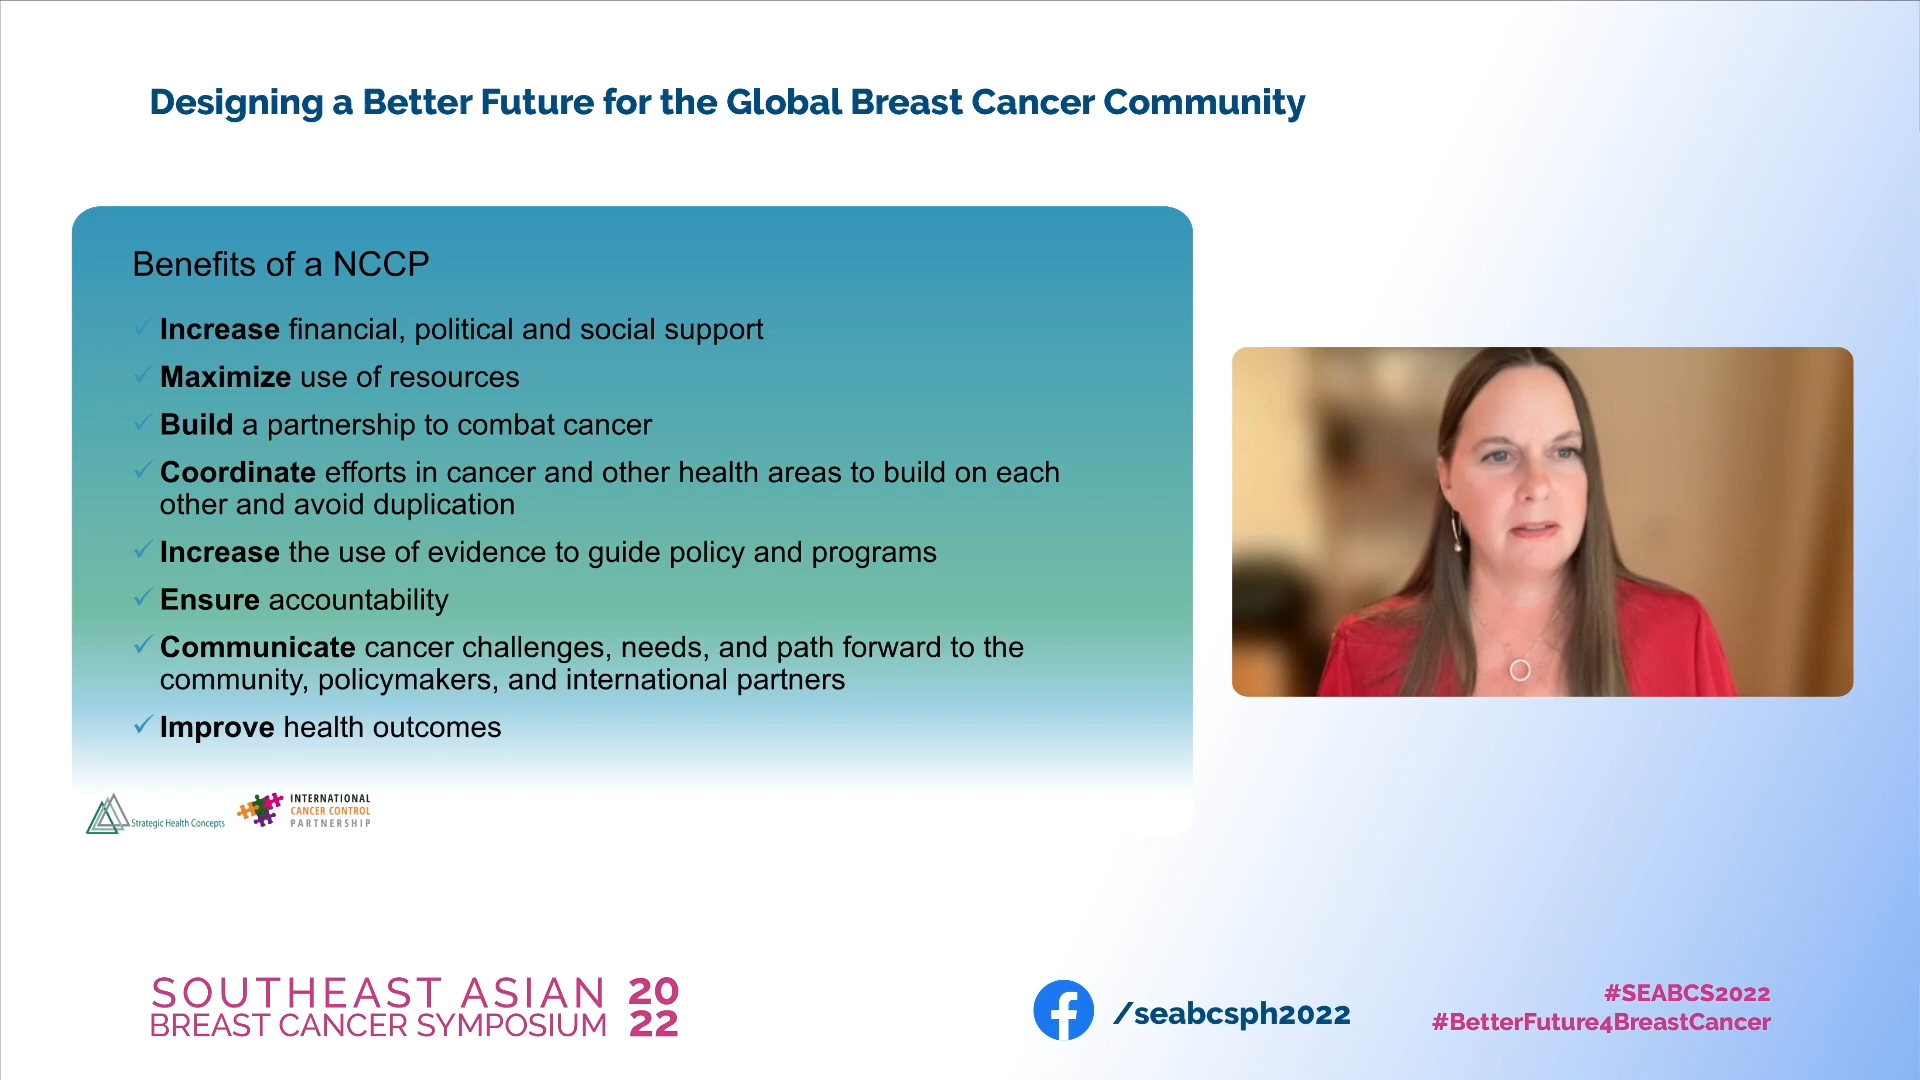 Designing a Better Future for the Global Breast Cancer Community
Benefits of a NCCP
✓ Increase financial, political and social support
✓ Maximize use of resources
✓ Build a partnership to combat cancer
✓ Coordinate efforts in cancer and other health areas to build on each
other and avoid duplication
✓ Increase the use of evidence to guide policy and programs
✓ Ensure accountability
✓ Communicate cancer challenges, needs, and path forward to the
community, policymakers, and international partners
✓ Improve health outcomes
Strategic Health Concepts
INTERNATIONAL
CANCER CONTROL
PARTNERSHIP
SOUTHEAST ASIAN 20
BREAST CANCER SYMPOSIUM 22
/seabcsph2022
#SEABCS2022
#BetterFuture4BreastCancer